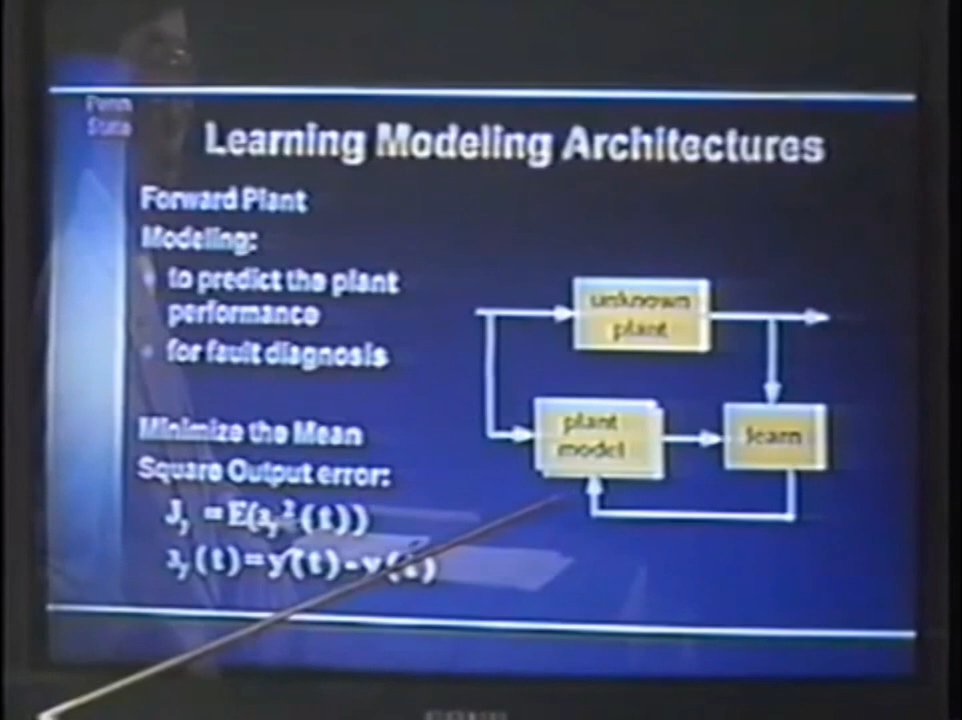 Penn
State
Learning Modeling Architectures
Forward Plant
Modeling:
• to predict the plant
performance
• for fault diagnosis
Minimize the Mean
Square Output error:
unknown
plant
plant
model
learn